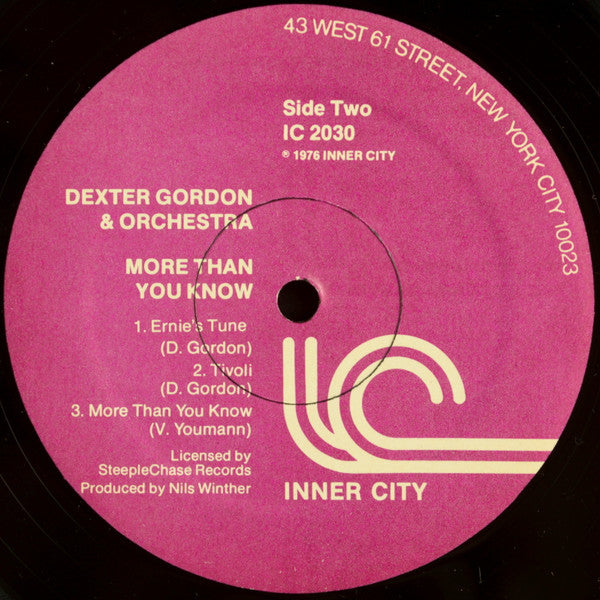 43 WEST 61 STREET, NEW YORK CITY 10023
Side Two
IC 2030
℗ 1976 INNER CITY
DEXTER GORDON
& ORCHESTRA
MORE THAN
YOU KNOW
1. Ernie's Tune
(D. Gordon)
2. Tivoli
(D. Gordon)
3. More Than You Know
(V. Youmann)
Licensed by
SteepleChase Records
Produced by Nils Winther
IC
INNER CITY